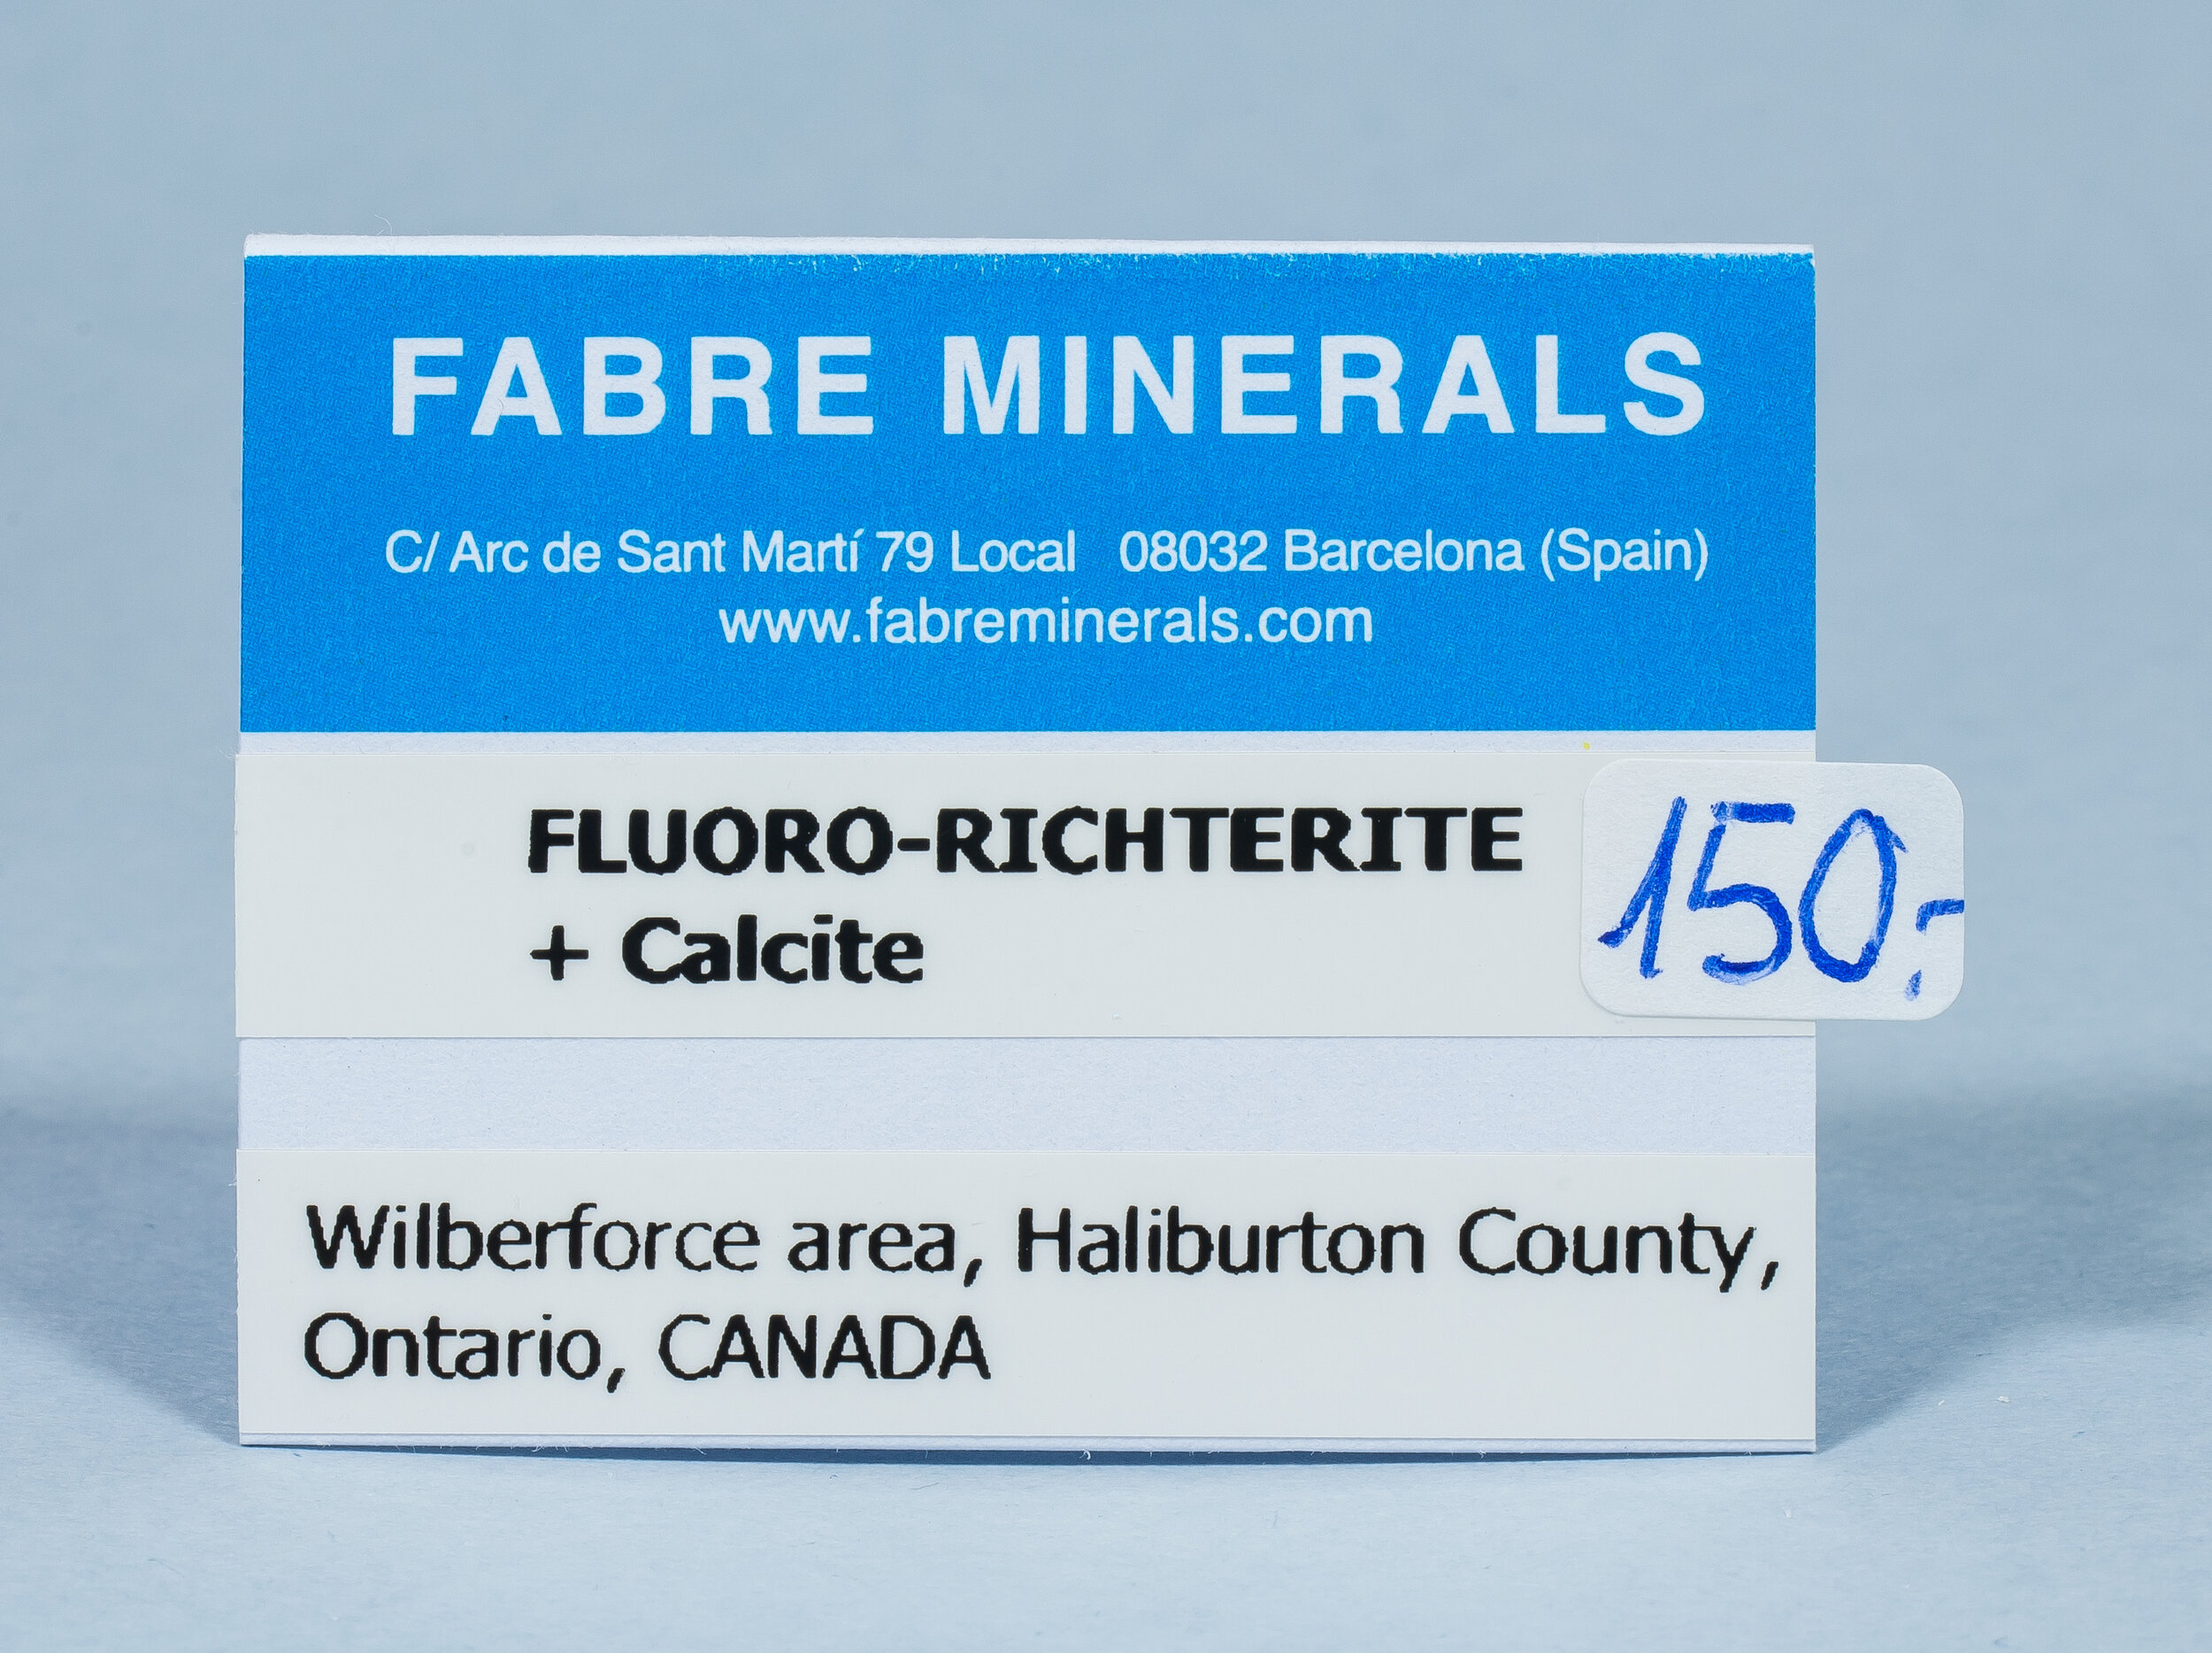 FABRE MINERALS
C/ Arc de Sant Martí 79 Local 08032 Barcelona (Spain)
www.fabreminerals.com
FLUORO-RICHTERITE
+ Calcite
150,-
Wilberforce area, Haliburton County,
Ontario, CANADA